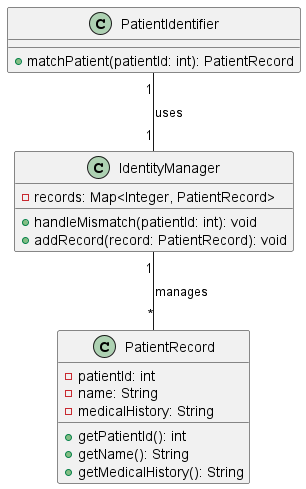 C PatientIdentifier
matchPatient(patientId: int): PatientRecord
1
uses
1
C IdentityManager
records: Map<Integer, PatientRecord>
handleMismatch(patientId: int): void
addRecord(record: PatientRecord): void
1
manages
*
C PatientRecord
patientId: int
name: String
medicalHistory: String
getPatientId(): int
getName(): String
getMedicalHistory(): String